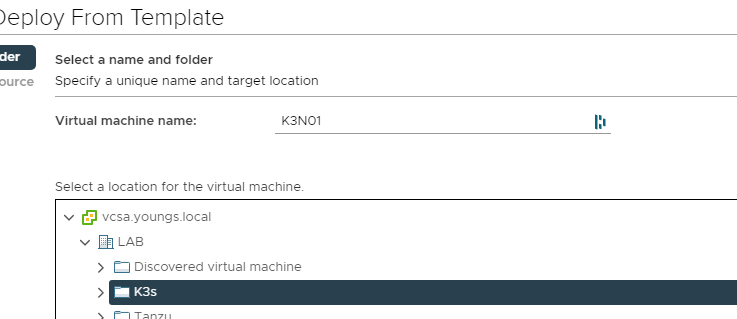 Deploy From Template
der
Select a name and folder
ource
Specify a unique name and target location
Virtual machine name:
K3N01
Select a location for the virtual machine.
vcsa.youngs.local
LAB
Discovered virtual machine
K3s
Tanzu